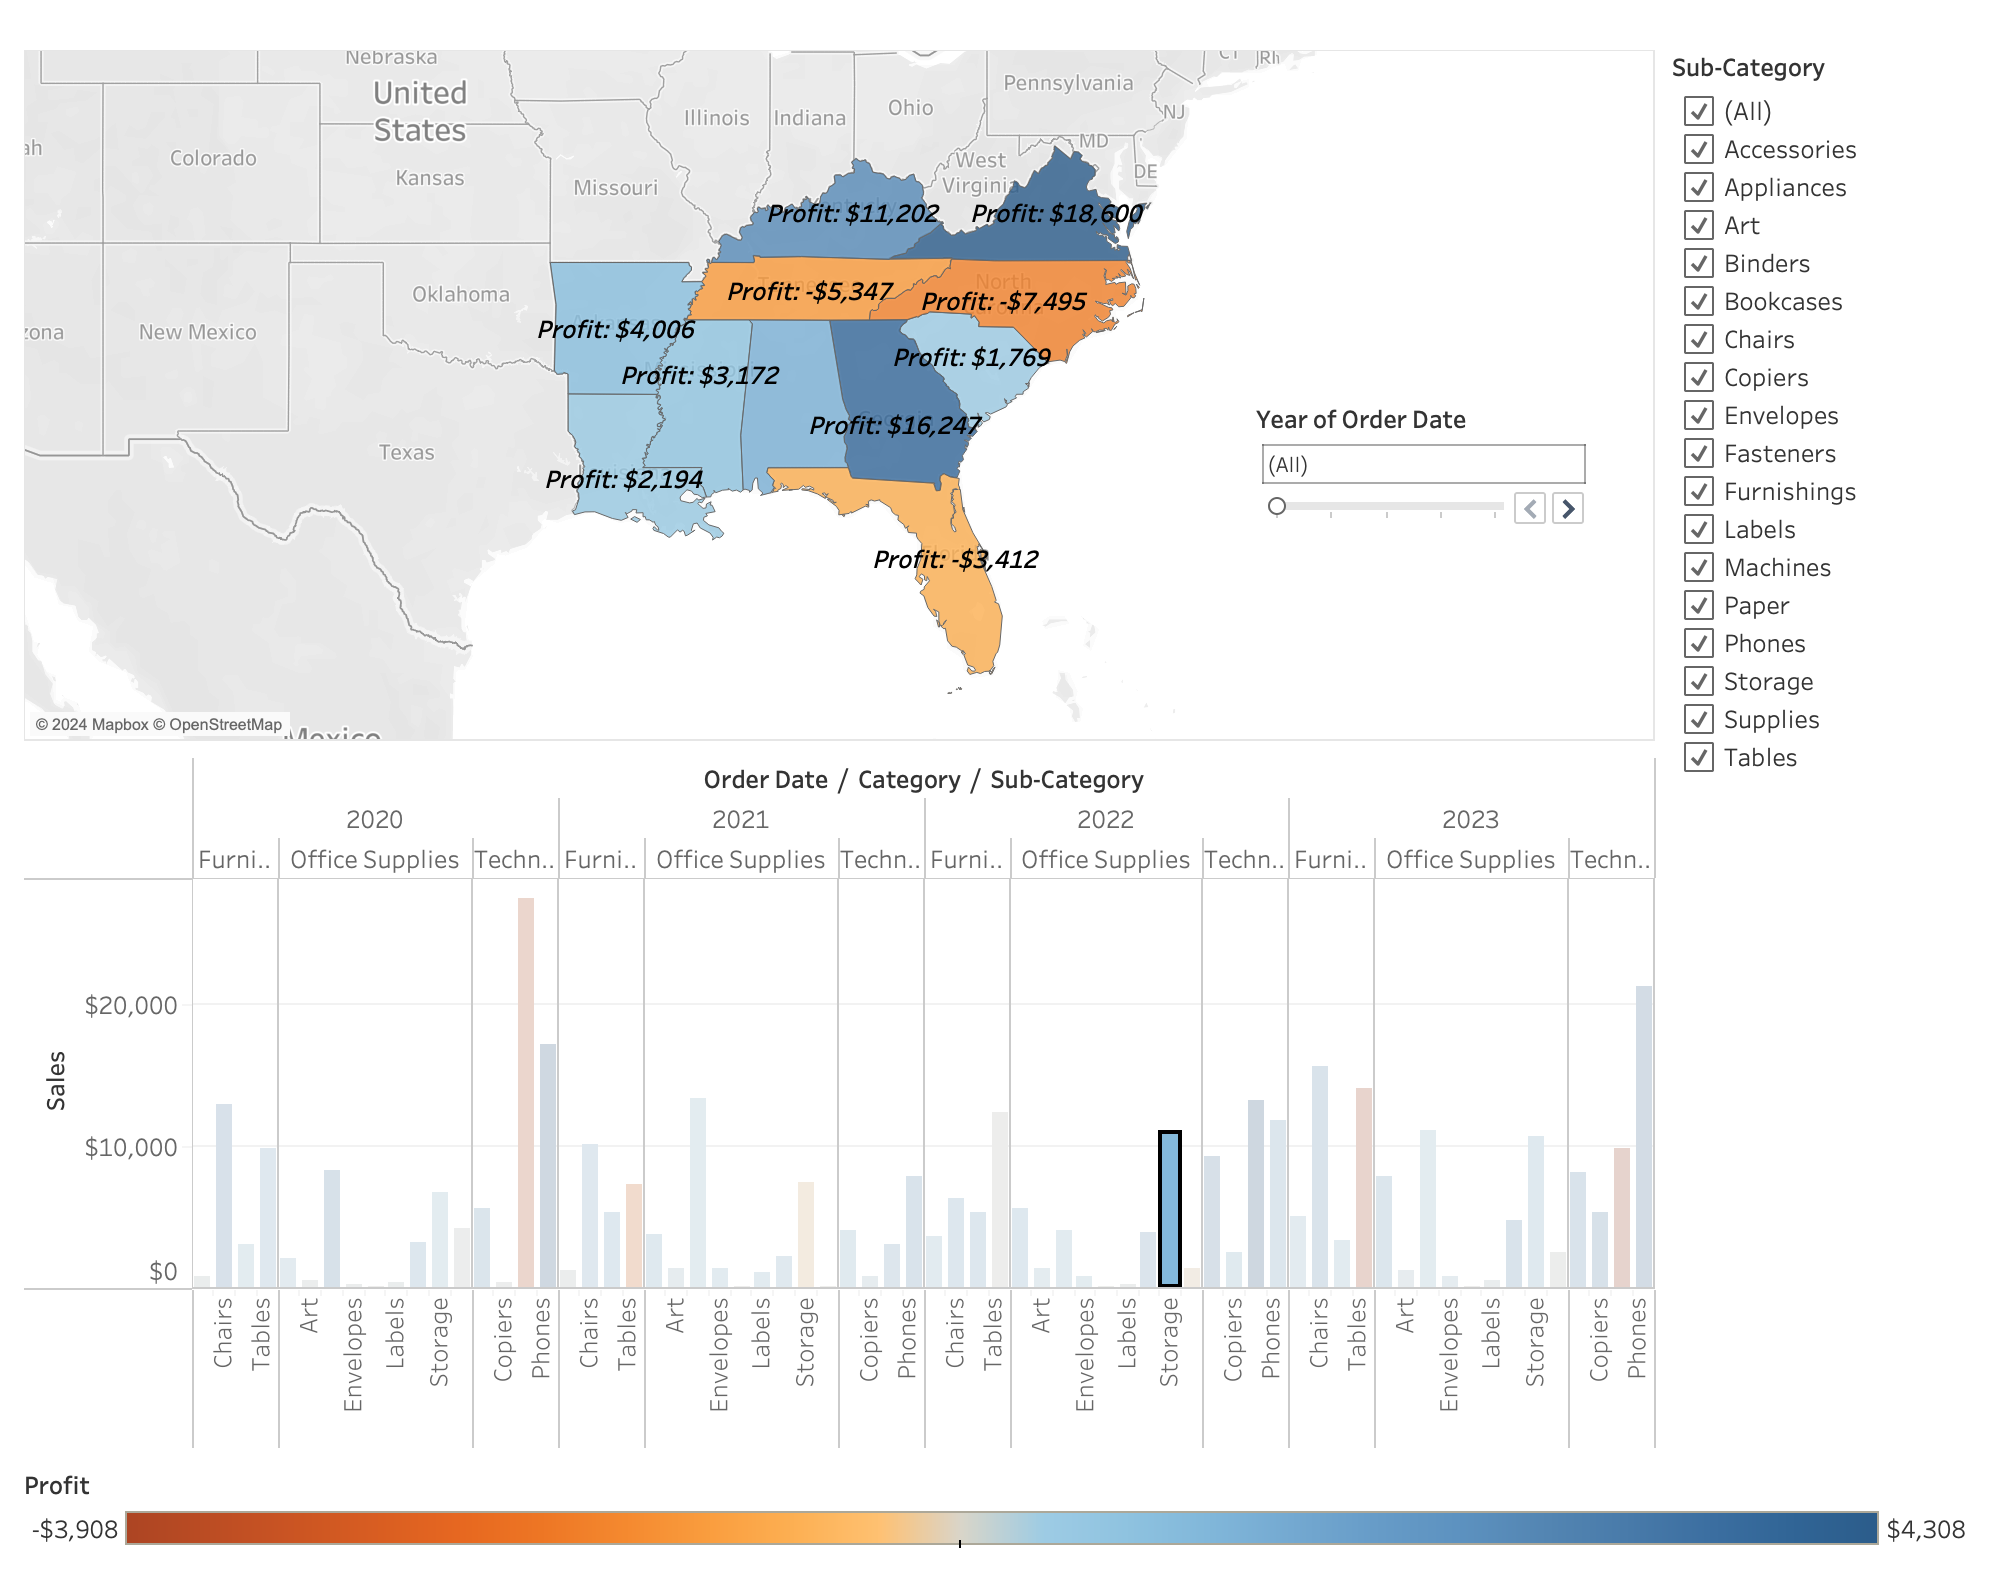 Nebraska
United
States
Colorado
Kansas
Missouri
Illinois
Indiana
Ohio
Pennsylvania
NJ
MD
DE
West
Virginia
Oklahoma
New Mexico
Texas
North
Profit: $11,202
Profit: $18,600
Profit: -$5,347
Profit: -$7,495
Profit: $4,006
Profit: $1,769
Profit: $3,172
Profit: $16,247
Profit: $2,194
Profit: -$3,412
© 2024 Mapbox © OpenStreetMap
Mexico
Year of Order Date
(All)
Sub-Category
(All)
Accessories
Appliances
Art
Binders
Bookcases
Chairs
Copiers
Envelopes
Fasteners
Furnishings
Labels
Machines
Paper
Phones
Storage
Supplies
Tables
Order Date / Category / Sub-Category
2020 2021 2022 2023
Furni.. Office Supplies Techn.. Furni.. Office Supplies Techn.. Furni.. Office Supplies Techn.. Furni.. Office Supplies Techn..
Sales
$20,000
$10,000
$0
Chairs Tables Art Envelopes Labels Storage Copiers Phones Chairs Tables Art Envelopes Labels Storage Copiers Phones Chairs Tables Art Envelopes Labels Storage Copiers Phones Chairs Tables Art Envelopes Labels Storage Copiers Phones
Profit
-$3,908 $4,308